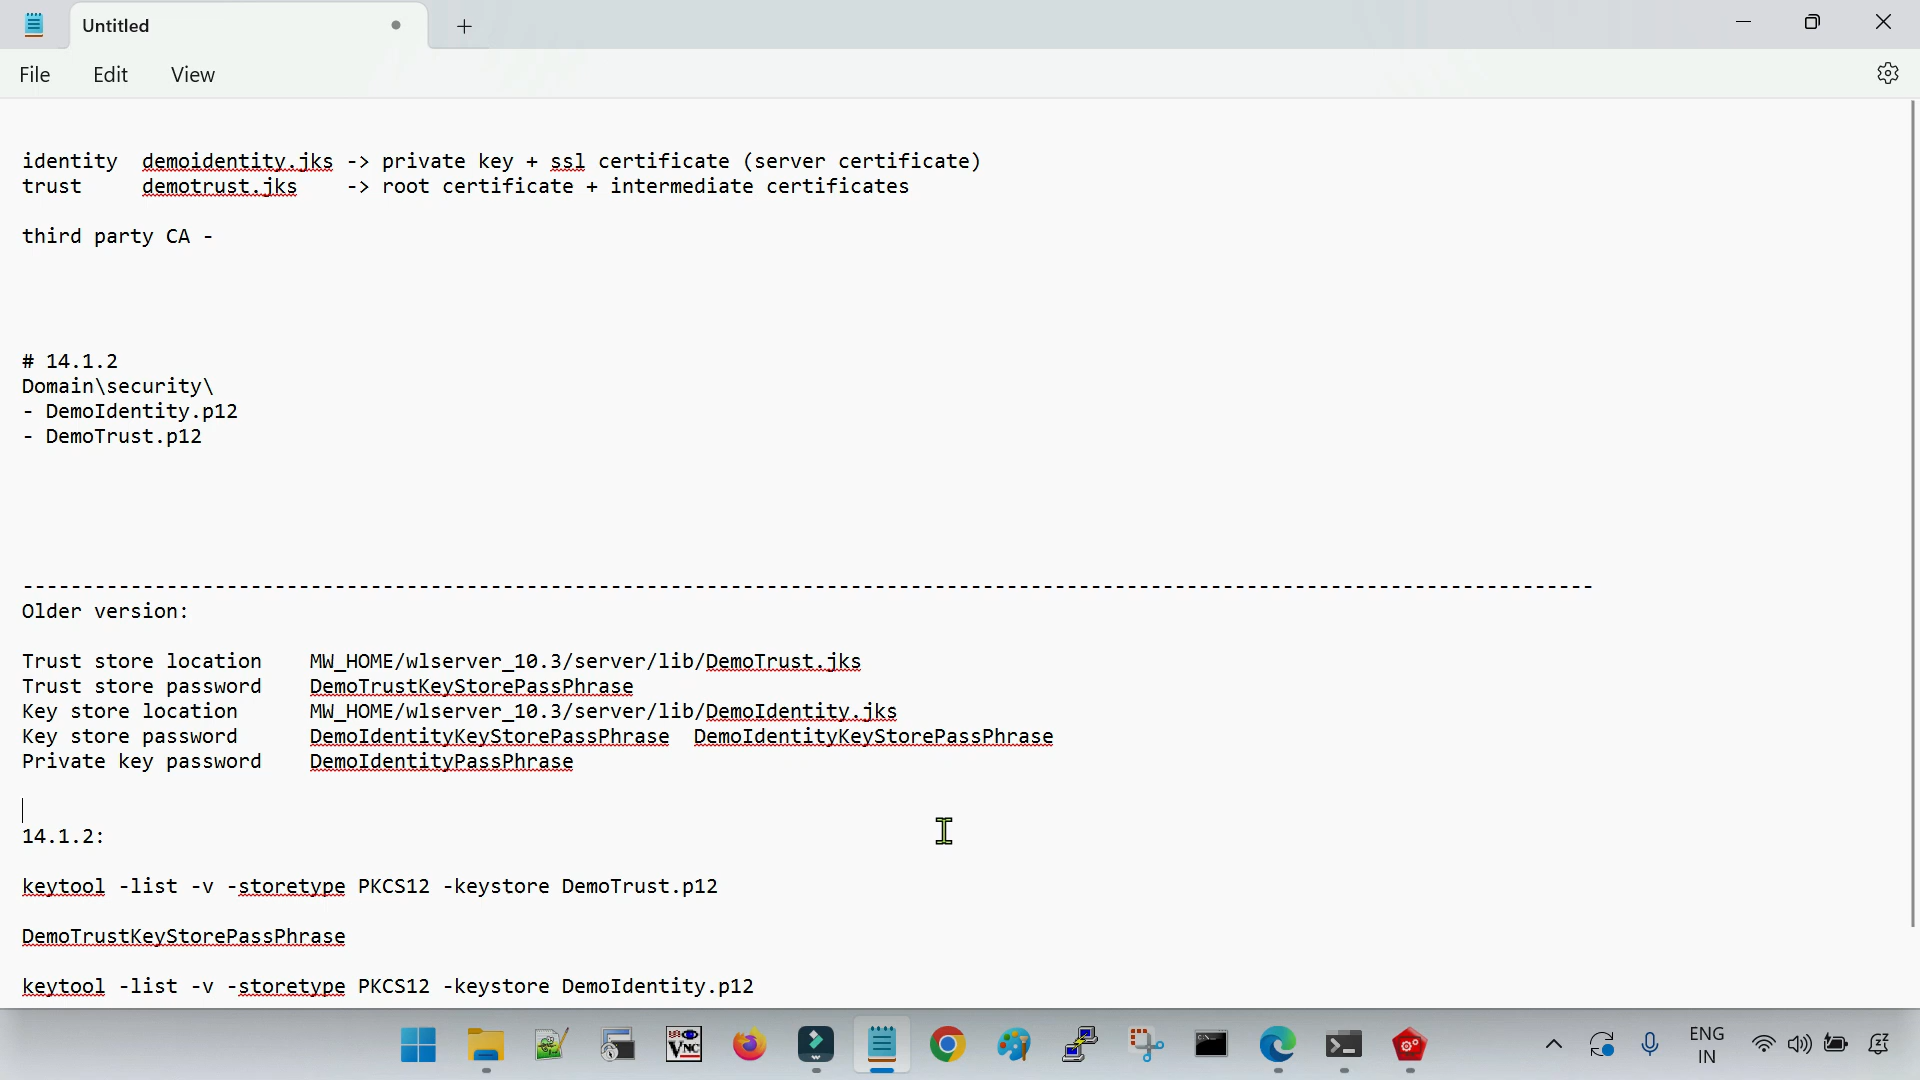 Untitled
File Edit View
identity demoidentity.jks -> private key + ssl certificate (server certificate)
trust demotrust.jks -> root certificate + intermediate certificates
third party CA -
# 14.1.2
Domain\security\
- DemoIdentity.p12
- DemoTrust.p12
-----------------------------------------------------------------------------------------------------------------------------------
Older version:
Trust store location MW_HOME/wlserver_10.3/server/lib/DemoTrust.jks
Trust store password DemoTrustKeyStorePassPhrase
Key store location MW_HOME/wlserver_10.3/server/lib/DemoIdentity.jks
Key store password DemoIdentityKeyStorePassPhrase DemoIdentityKeyStorePassPhrase
Private key password DemoIdentityPassPhrase
14.1.2:
keytool -list -v -storetype PKCS12 -keystore DemoTrust.p12
DemoTrustKeyStorePassPhrase
keytool -list -v -storetype PKCS12 -keystore DemoIdentity.p12
VNC
ENG
IN